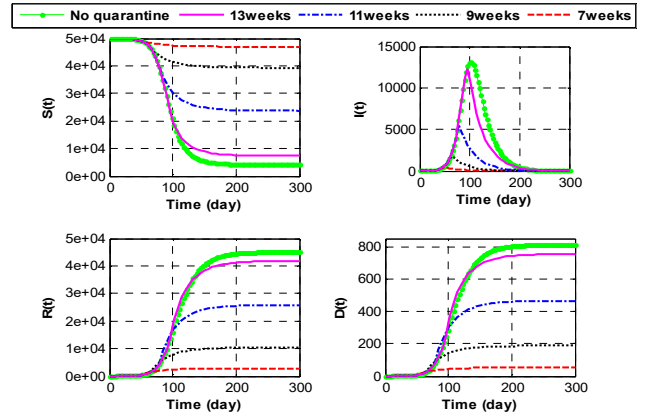 No quarantine 13weeks 11weeks 9weeks 7weeks
5e+04
4e+04
3e+04
2e+04
1e+04
0e+00
S(t)
0 100 200 300
Time (day)
15000
10000
5000
0
I(t)
0 100 200 300
Time (day)
5e+04
4e+04
3e+04
2e+04
1e+04
0e+00
R(t)
0 100 200 300
Time (day)
800
600
400
200
0
D(t)
0 100 200 300
Time (day)